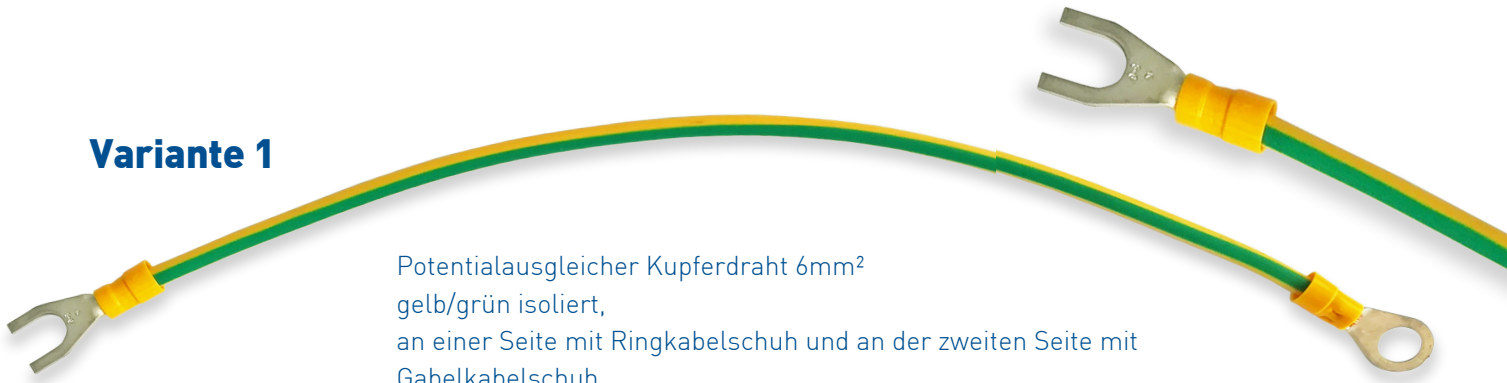 Variante 1
Potentialausgleicher Kupferdraht 6mm²
gelb/grün isoliert,
an einer Seite mit Ringkabelschuh und an der zweiten Seite mit
Gabelkabelschuh